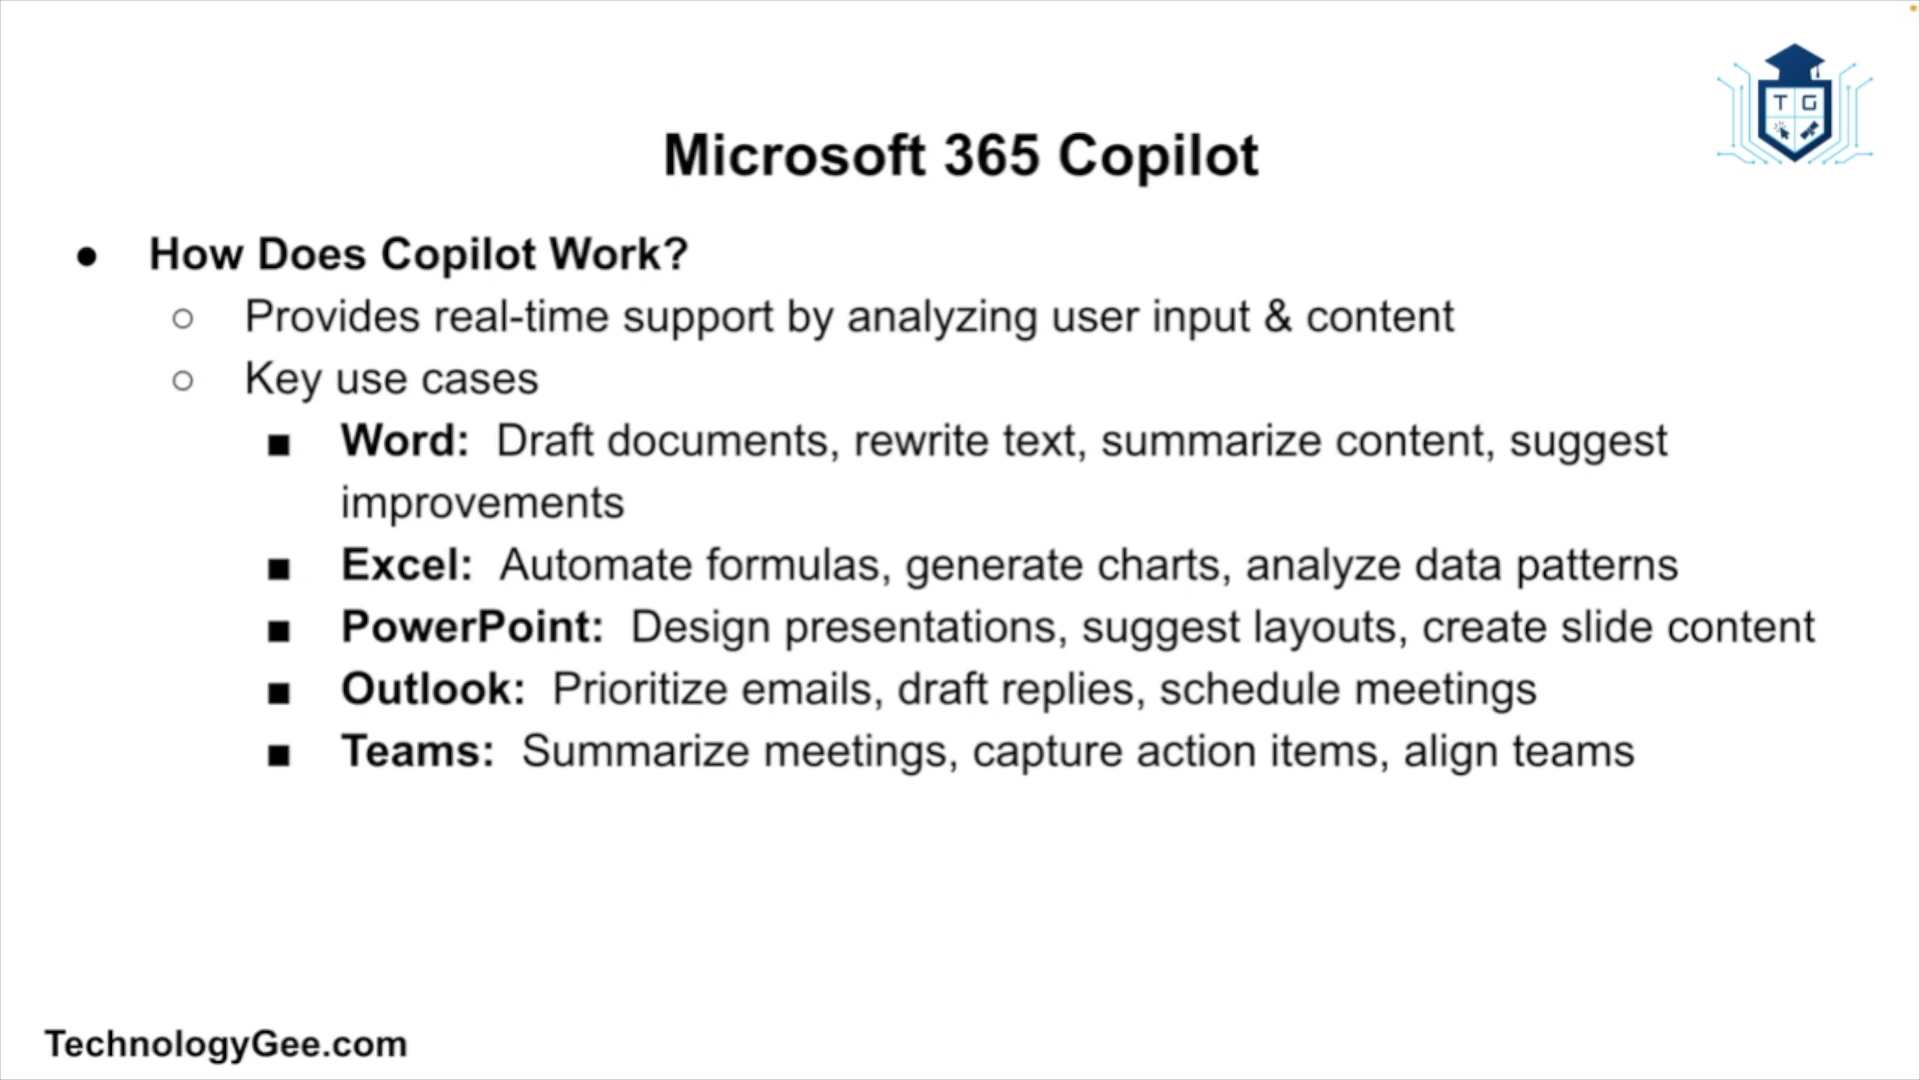 T G
Microsoft 365 Copilot
● How Does Copilot Work?
○ Provides real-time support by analyzing user input & content
○ Key use cases
■ Word: Draft documents, rewrite text, summarize content, suggest
improvements
■ Excel: Automate formulas, generate charts, analyze data patterns
■ PowerPoint: Design presentations, suggest layouts, create slide content
■ Outlook: Prioritize emails, draft replies, schedule meetings
■ Teams: Summarize meetings, capture action items, align teams
TechnologyGee.com